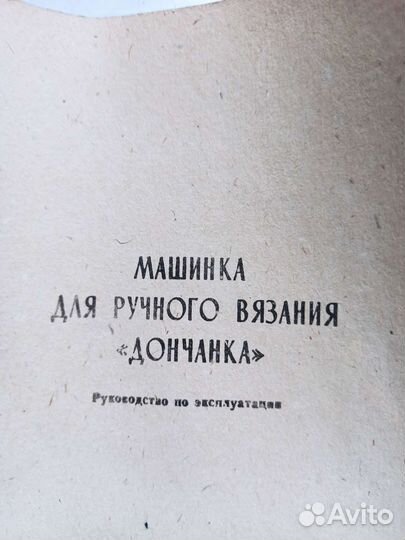 МАШИНКА
ДЛЯ РУЧНОГО ВЯЗАНИЯ
«ДОНЧАНКА»
Руководство по эксплуатации
Avito